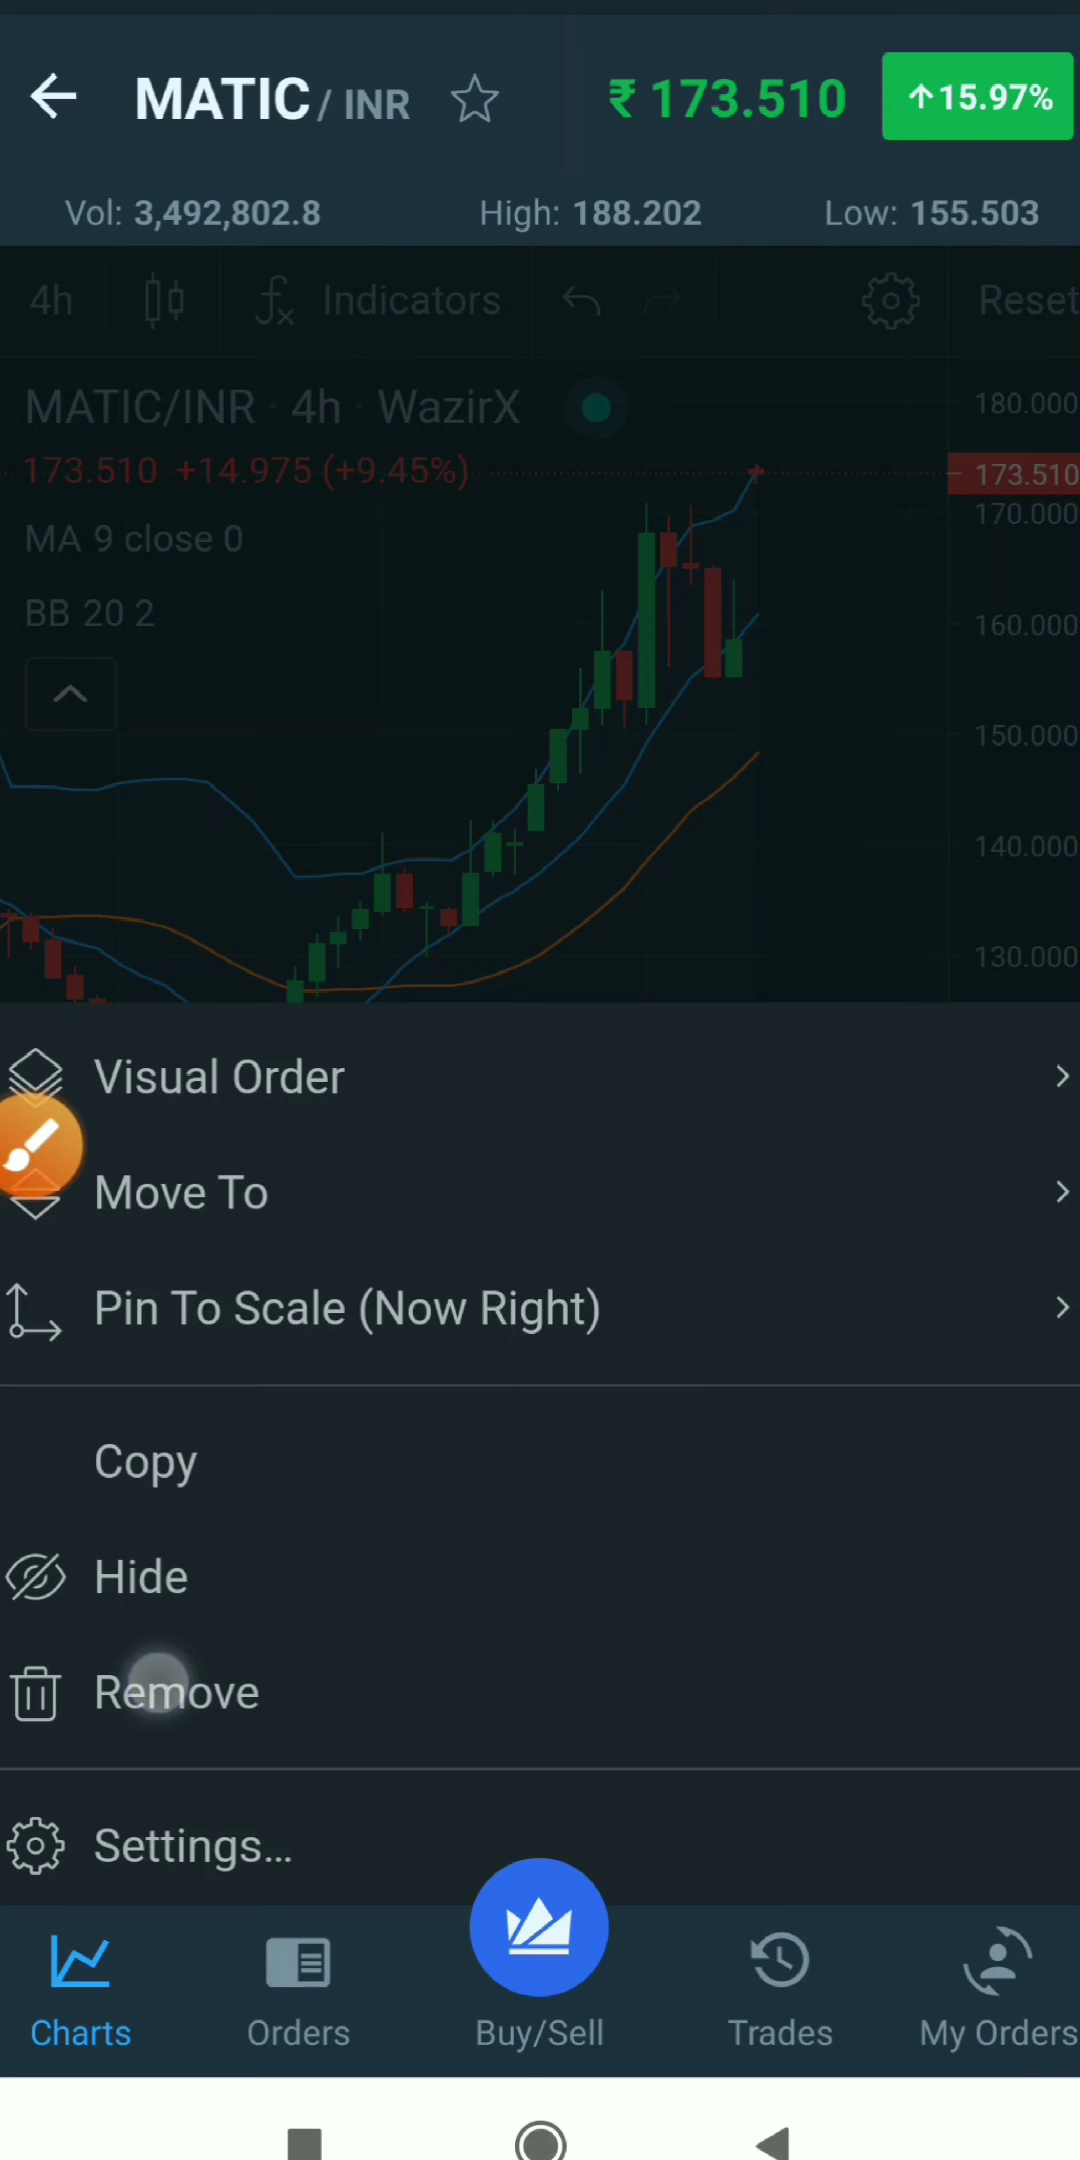 MATIC / INR ₹ 173.510 ↑15.97%
Vol: 3,492,802.8 High: 188.202 Low: 155.503
4h fx Indicators Reset
MATIC/INR · 4h · WazirX
180.000
173.510 +14.975 (+9.45%)
173.510
170.000
MA 9 close 0
BB 20 2
160.000
150.000
140.000
130.000
Visual Order
Move To
Pin To Scale (Now Right)
Copy
Hide
Remove
Settings...
Charts Orders Buy/Sell Trades My Orders